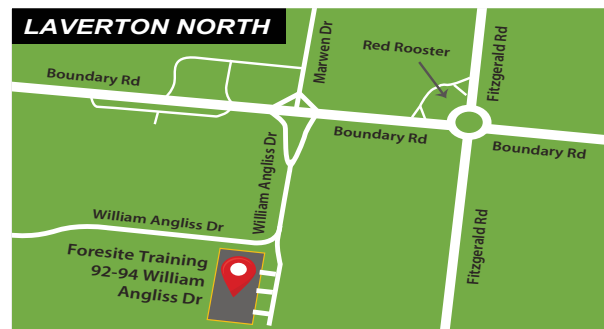 LAVERTON NORTH
Marwen Dr
Red Rooster
Fitzgerald Rd
Boundary Rd
Boundary Rd
Boundary Rd
William Angliss Dr
William Angliss Dr
Fitzgerald Rd
Foresite Training
92-94 William
Angliss Dr